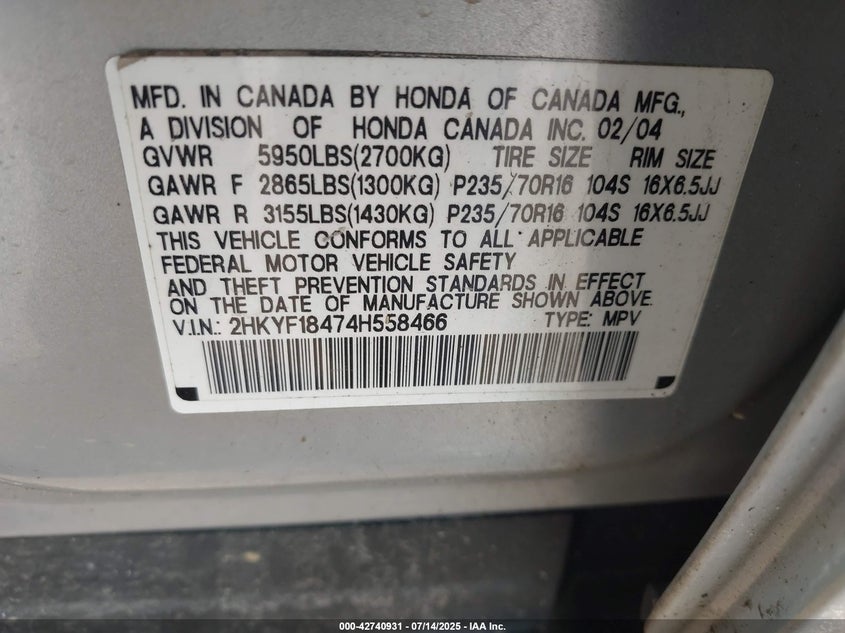 MFD. IN CANADA BY HONDA OF CANADA MFG.,
A DIVISION OF HONDA CANADA INC. 02/04
GVWR 5950LBS(2700KG) TIRE SIZE RIM SIZE
GAWR F 2865LBS(1300KG) P235/70R16 104S 16X6.5JJ
GAWR R 3155LBS(1430KG) P235/70R16 104S 16X6.5JJ
THIS VEHICLE CONFORMS TO ALL APPLICABLE
FEDERAL MOTOR VEHICLE SAFETY
AND THEFT PREVENTION STANDARDS IN EFFECT
ON THE DATE OF MANUFACTURE SHOWN ABOVE.
V.I.N.: 2HKYF18474H558466 TYPE: MPV
000-42740931 - 07/14/2025 - IAA Inc.